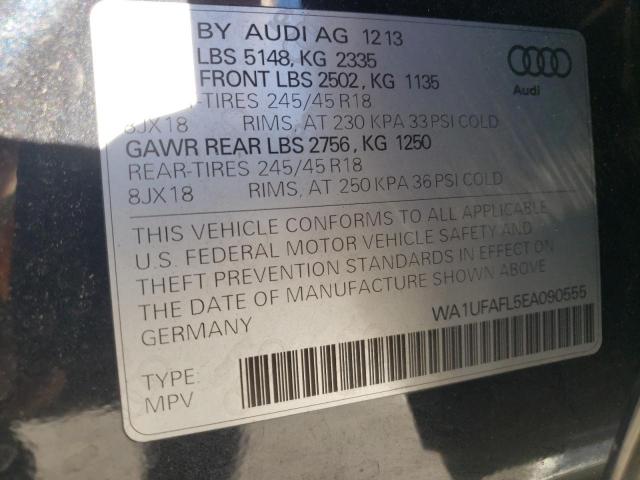 BY AUDI AG 12 13
LBS 5148, KG 2335
FRONT LBS 2502, KG 1135
-TIRES 245/45 R18
8JX18 RIMS, AT 230 KPA 33 PSI COLD
GAWR REAR LBS 2756, KG 1250
REAR-TIRES 245/45 R18
8JX18 RIMS, AT 250 KPA 36 PSI COLD
Audi
THIS VEHICLE CONFORMS TO ALL APPLICABLE
U.S. FEDERAL MOTOR VEHICLE SAFETY AND
THEFT PREVENTION STANDARDS IN EFFECT ON
THE DATE OF MANUFACTURE SHOWN ABOVE
GERMANY
WA1UFAFL5EA090555
TYPE:
MPV